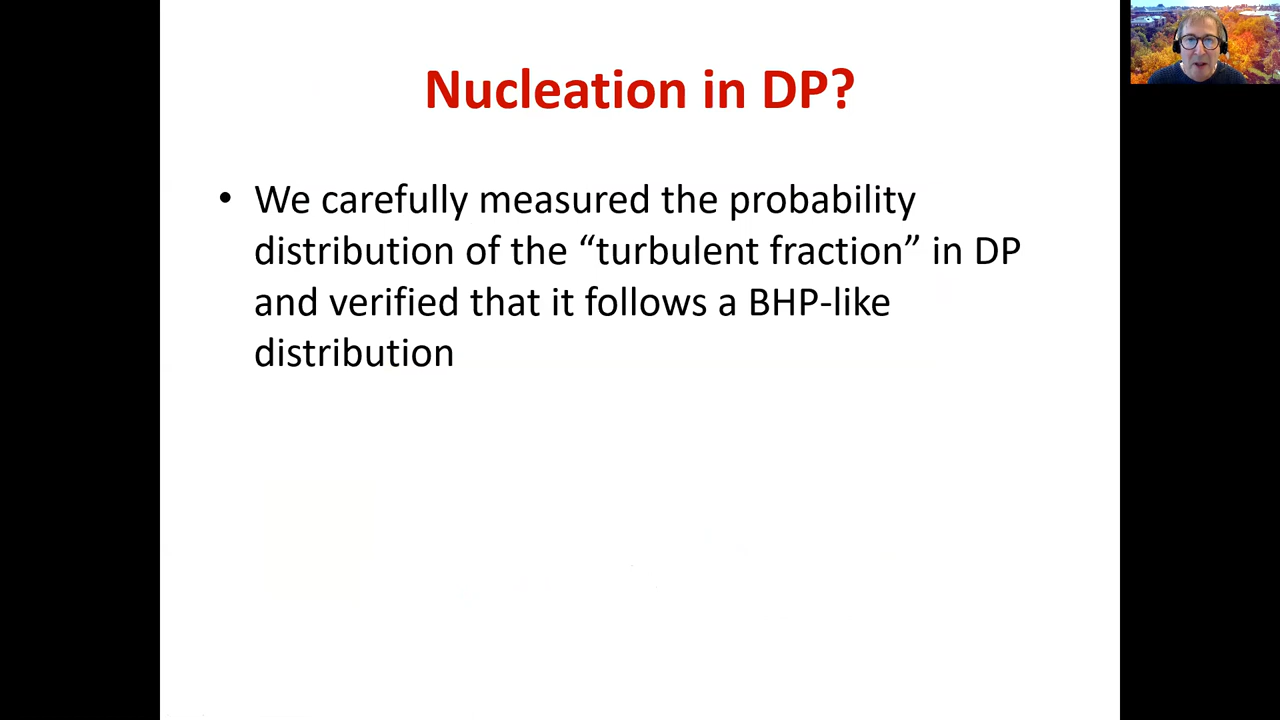 Nucleation in DP?
• We carefully measured the probability
distribution of the “turbulent fraction” in DP
and verified that it follows a BHP-like
distribution